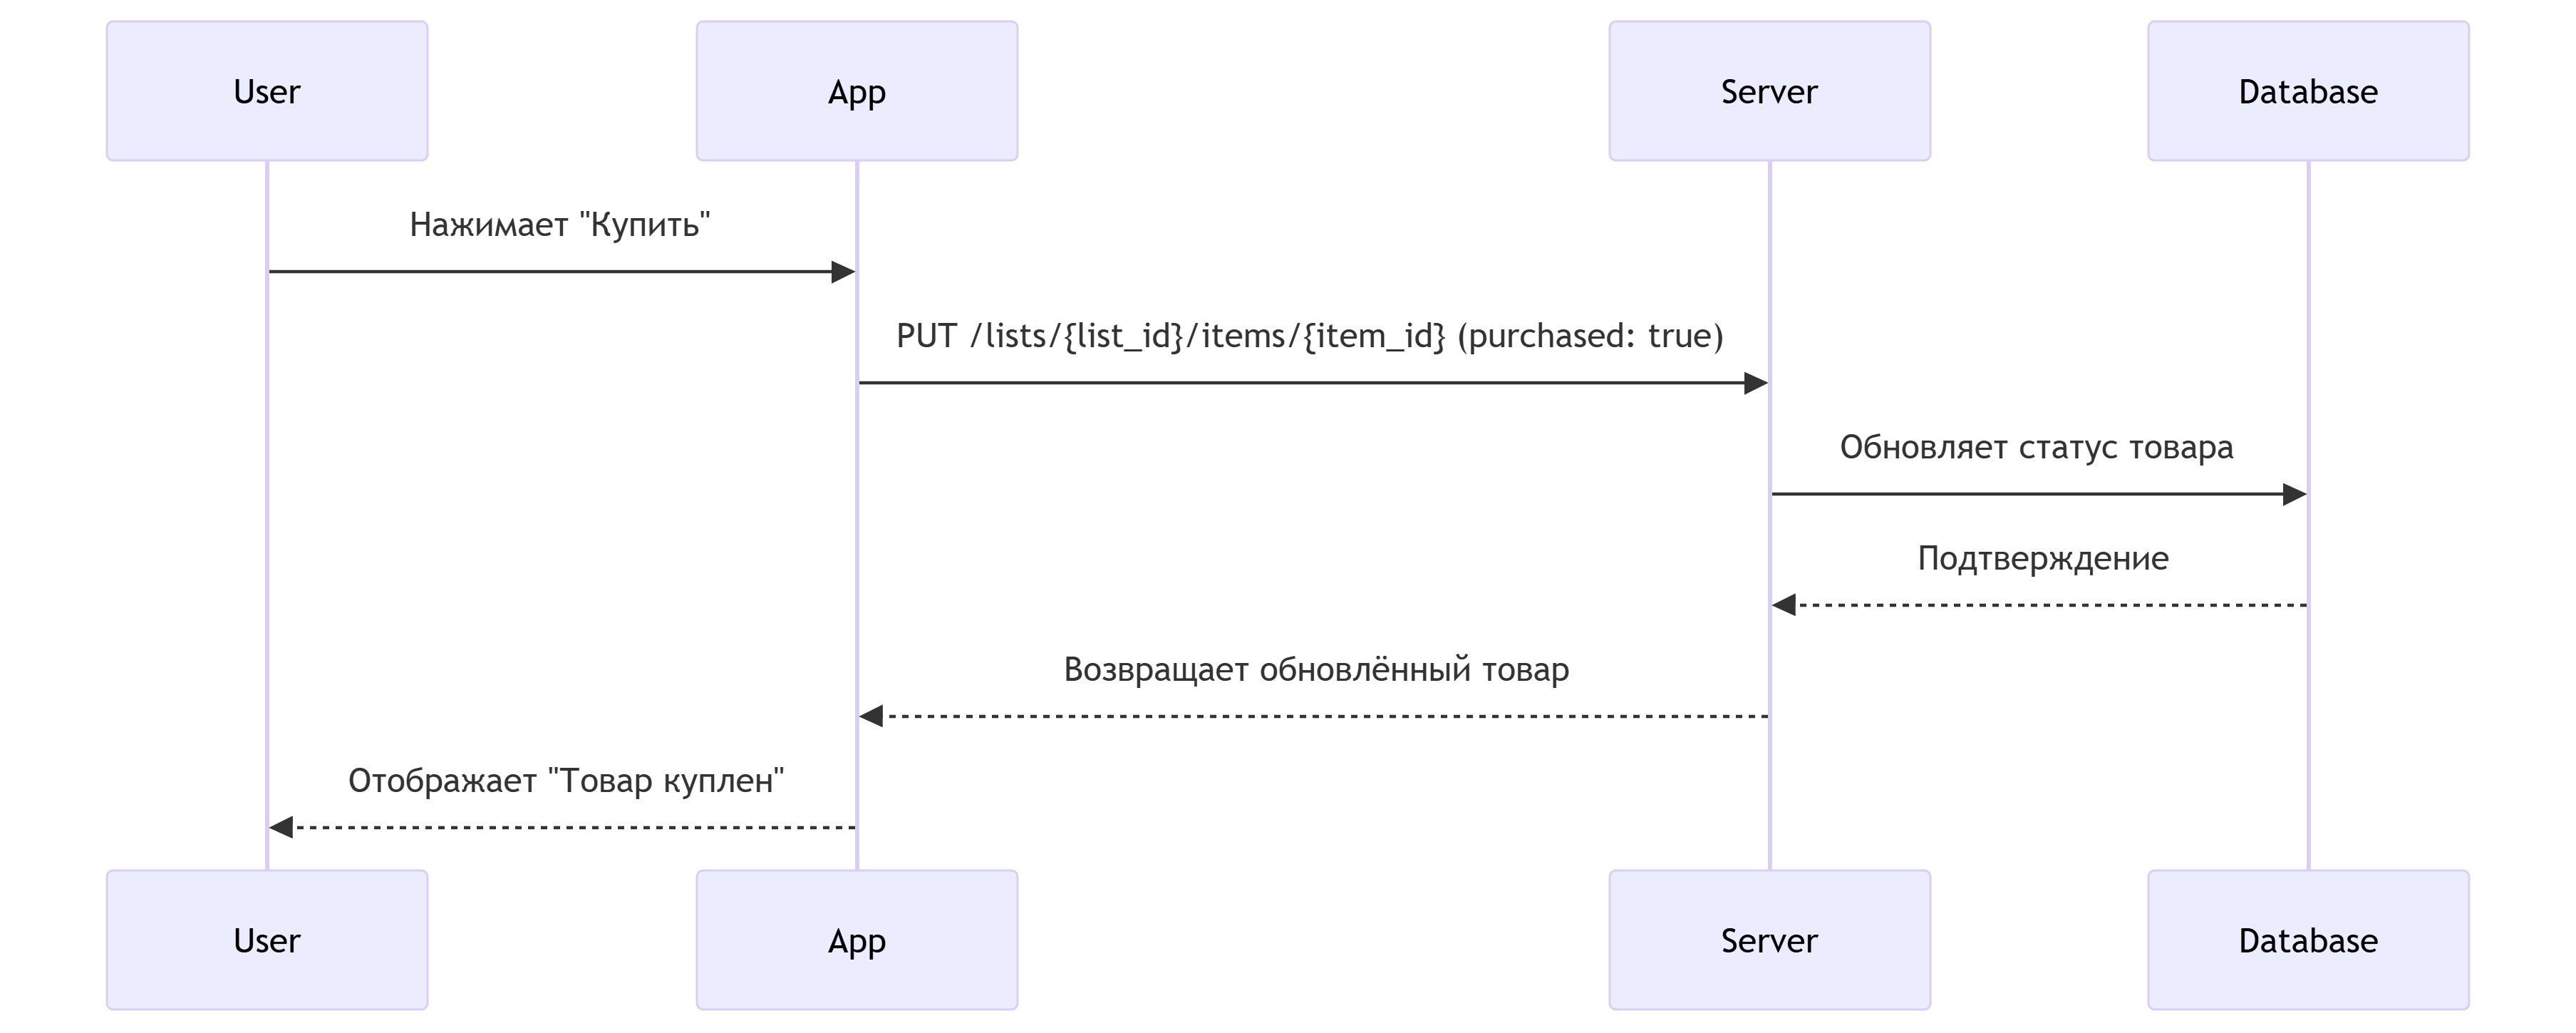 User
App
Server
Database
Нажимает "Купить"
PUT /lists/{list_id}/items/{item_id} (purchased: true)
Обновляет статус товара
Подтверждение
Возвращает обновлённый товар
Отображает "Товар куплен"
User
App
Server
Database